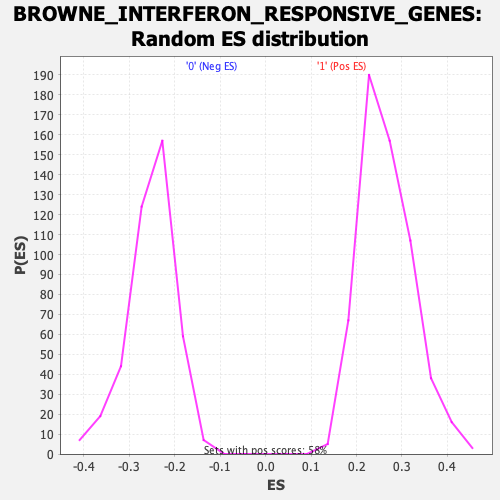 BROWNE_INTERFERON_RESPONSIVE_GENES:
Random ES distribution
'0' (Neg ES)
'1' (Pos ES)
190
180
170
160
150
140
130
120
110
100
90
80
70
60
50
40
30
20
10
0
P(ES)
Sets with pos scores: 58%
-0.4 -0.3 -0.2 -0.1 0.0 0.1 0.2 0.3 0.4
ES